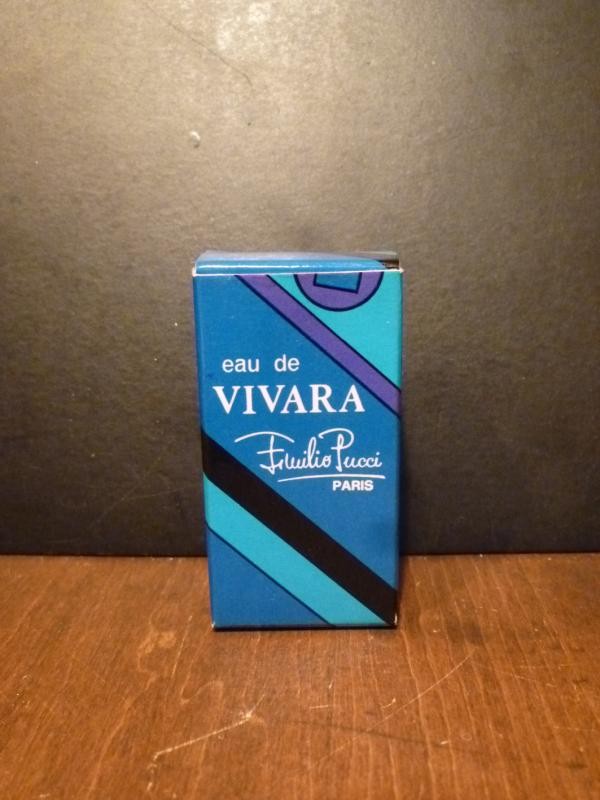 eau de
VIVARA
Emilio Pucci
PARIS